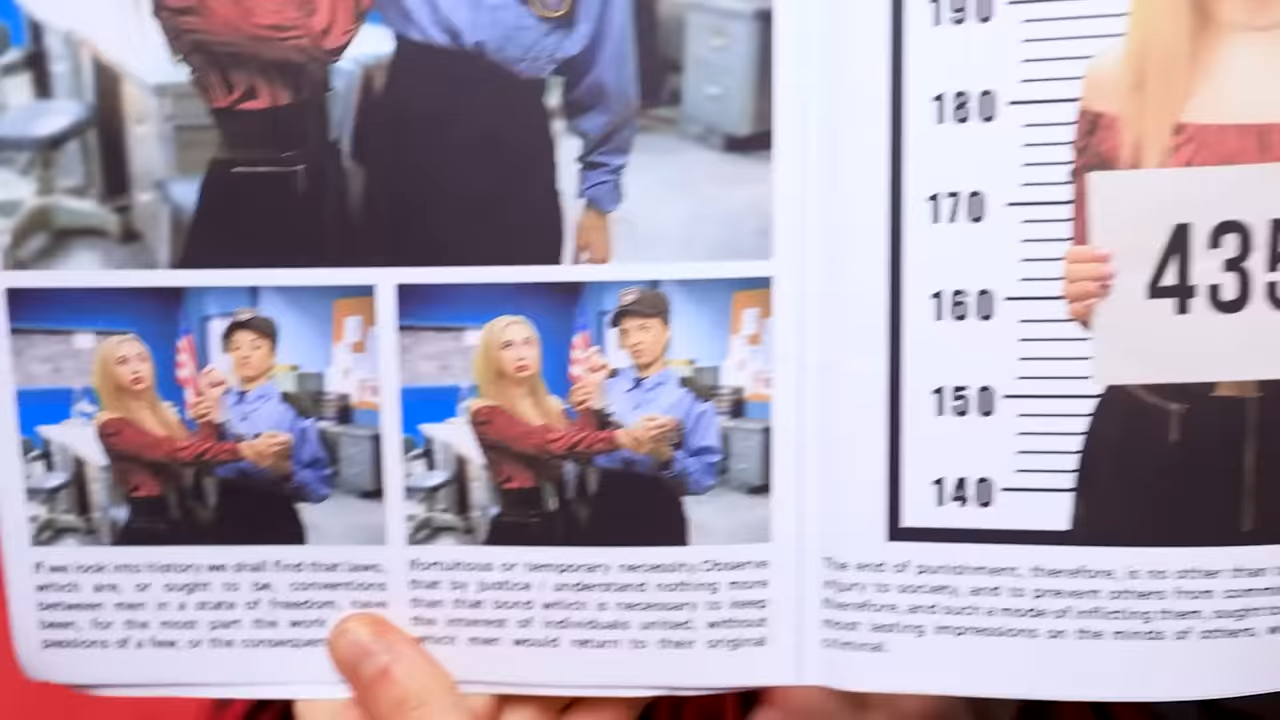 If we look into history we shall find that laws,
which are, or ought to be, conventions
between men in a state of freedom, have
been, for the most part the work
passions of a few, or the consequen
fortuitous or temporary necessity. Observe
that by justice I understand nothing more
than that bond which is necessary to keep
the interest of individuals united, without
which men would return to their original
190
180
170
160
150
140
435
The end of punishment, therefore, is no other than
injury to society, and to prevent others from
therefore, and such a mode of inflicting them, ought
most lasting impressions on the minds of others
criminal.